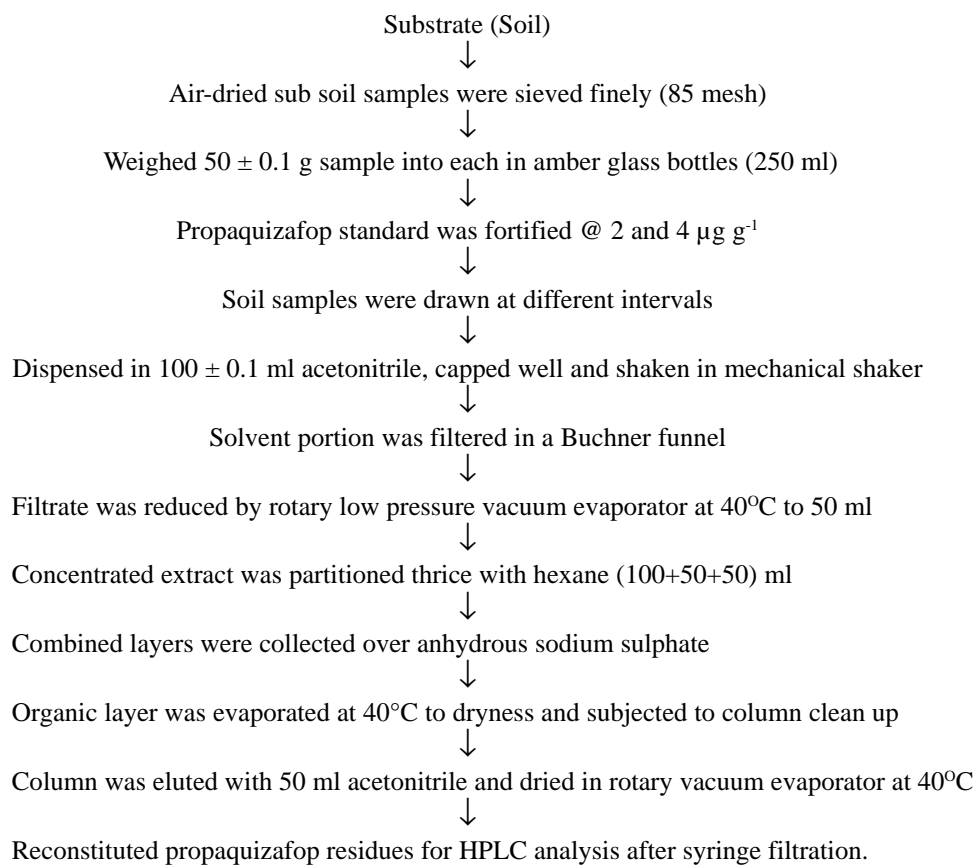 Substrate (Soil)
↓
Air-dried sub soil samples were sieved finely (85 mesh)
↓
Weighed 50 ± 0.1 g sample into each in amber glass bottles (250 ml)
↓
Propaquizafop standard was fortified @ 2 and 4 µg g⁻¹
↓
Soil samples were drawn at different intervals
↓
Dispensed in 100 ± 0.1 ml acetonitrile, capped well and shaken in mechanical shaker
↓
Solvent portion was filtered in a Buchner funnel
↓
Filtrate was reduced by rotary low pressure vacuum evaporator at 40ᴼC to 50 ml
↓
Concentrated extract was partitioned thrice with hexane (100+50+50) ml
↓
Combined layers were collected over anhydrous sodium sulphate
↓
Organic layer was evaporated at 40°C to dryness and subjected to column clean up
↓
Column was eluted with 50 ml acetonitrile and dried in rotary vacuum evaporator at 40ᴼC
↓
Reconstituted propaquizafop residues for HPLC analysis after syringe filtration.